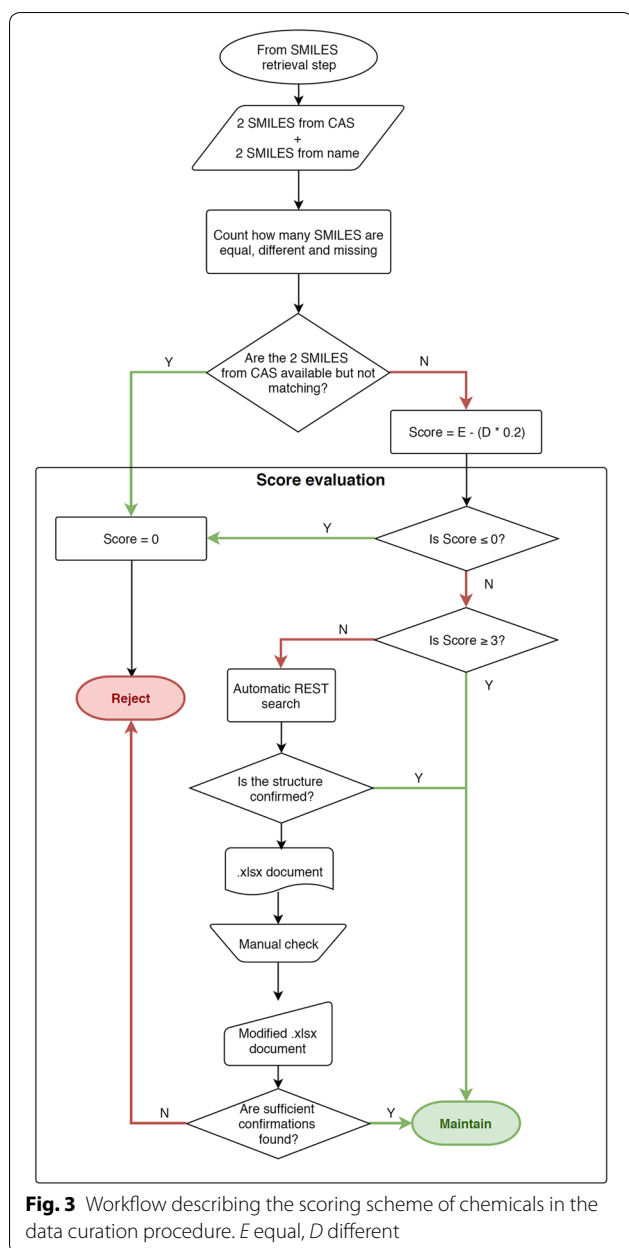 From SMILES
retrieval step
2 SMILES from CAS
+
2 SMILES from name
Count how many SMILES are
equal, different and missing
Are the 2 SMILES
from CAS available but not
matching?
Y
N
Score = E - (D * 0.2)
Score evaluation
Score = 0
Y
Is Score ≤ 0?
N
N
Is Score ≥ 3?
Y
Automatic REST
search
Reject
Is the structure
confirmed?
Y
.xlsx document
Manual check
Modified .xlsx
document
N
Are sufficient
confirmations
found?
Y
Maintain
Fig. 3 Workflow describing the scoring scheme of chemicals in the
data curation procedure. E equal, D different